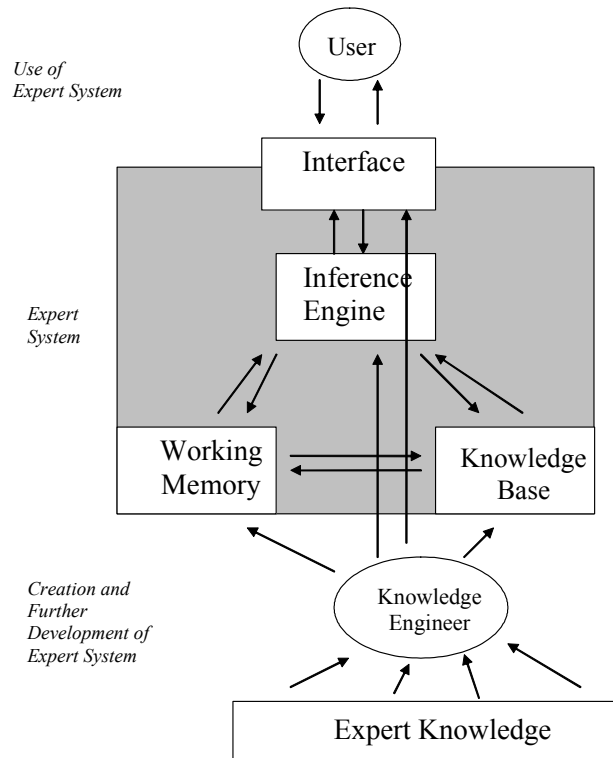 User
Use of
Expert System
Interface
Inference
Engine
Expert
System
Working
Memory
Knowledge
Base
Creation and
Further
Development of
Expert System
Knowledge
Engineer
Expert Knowledge